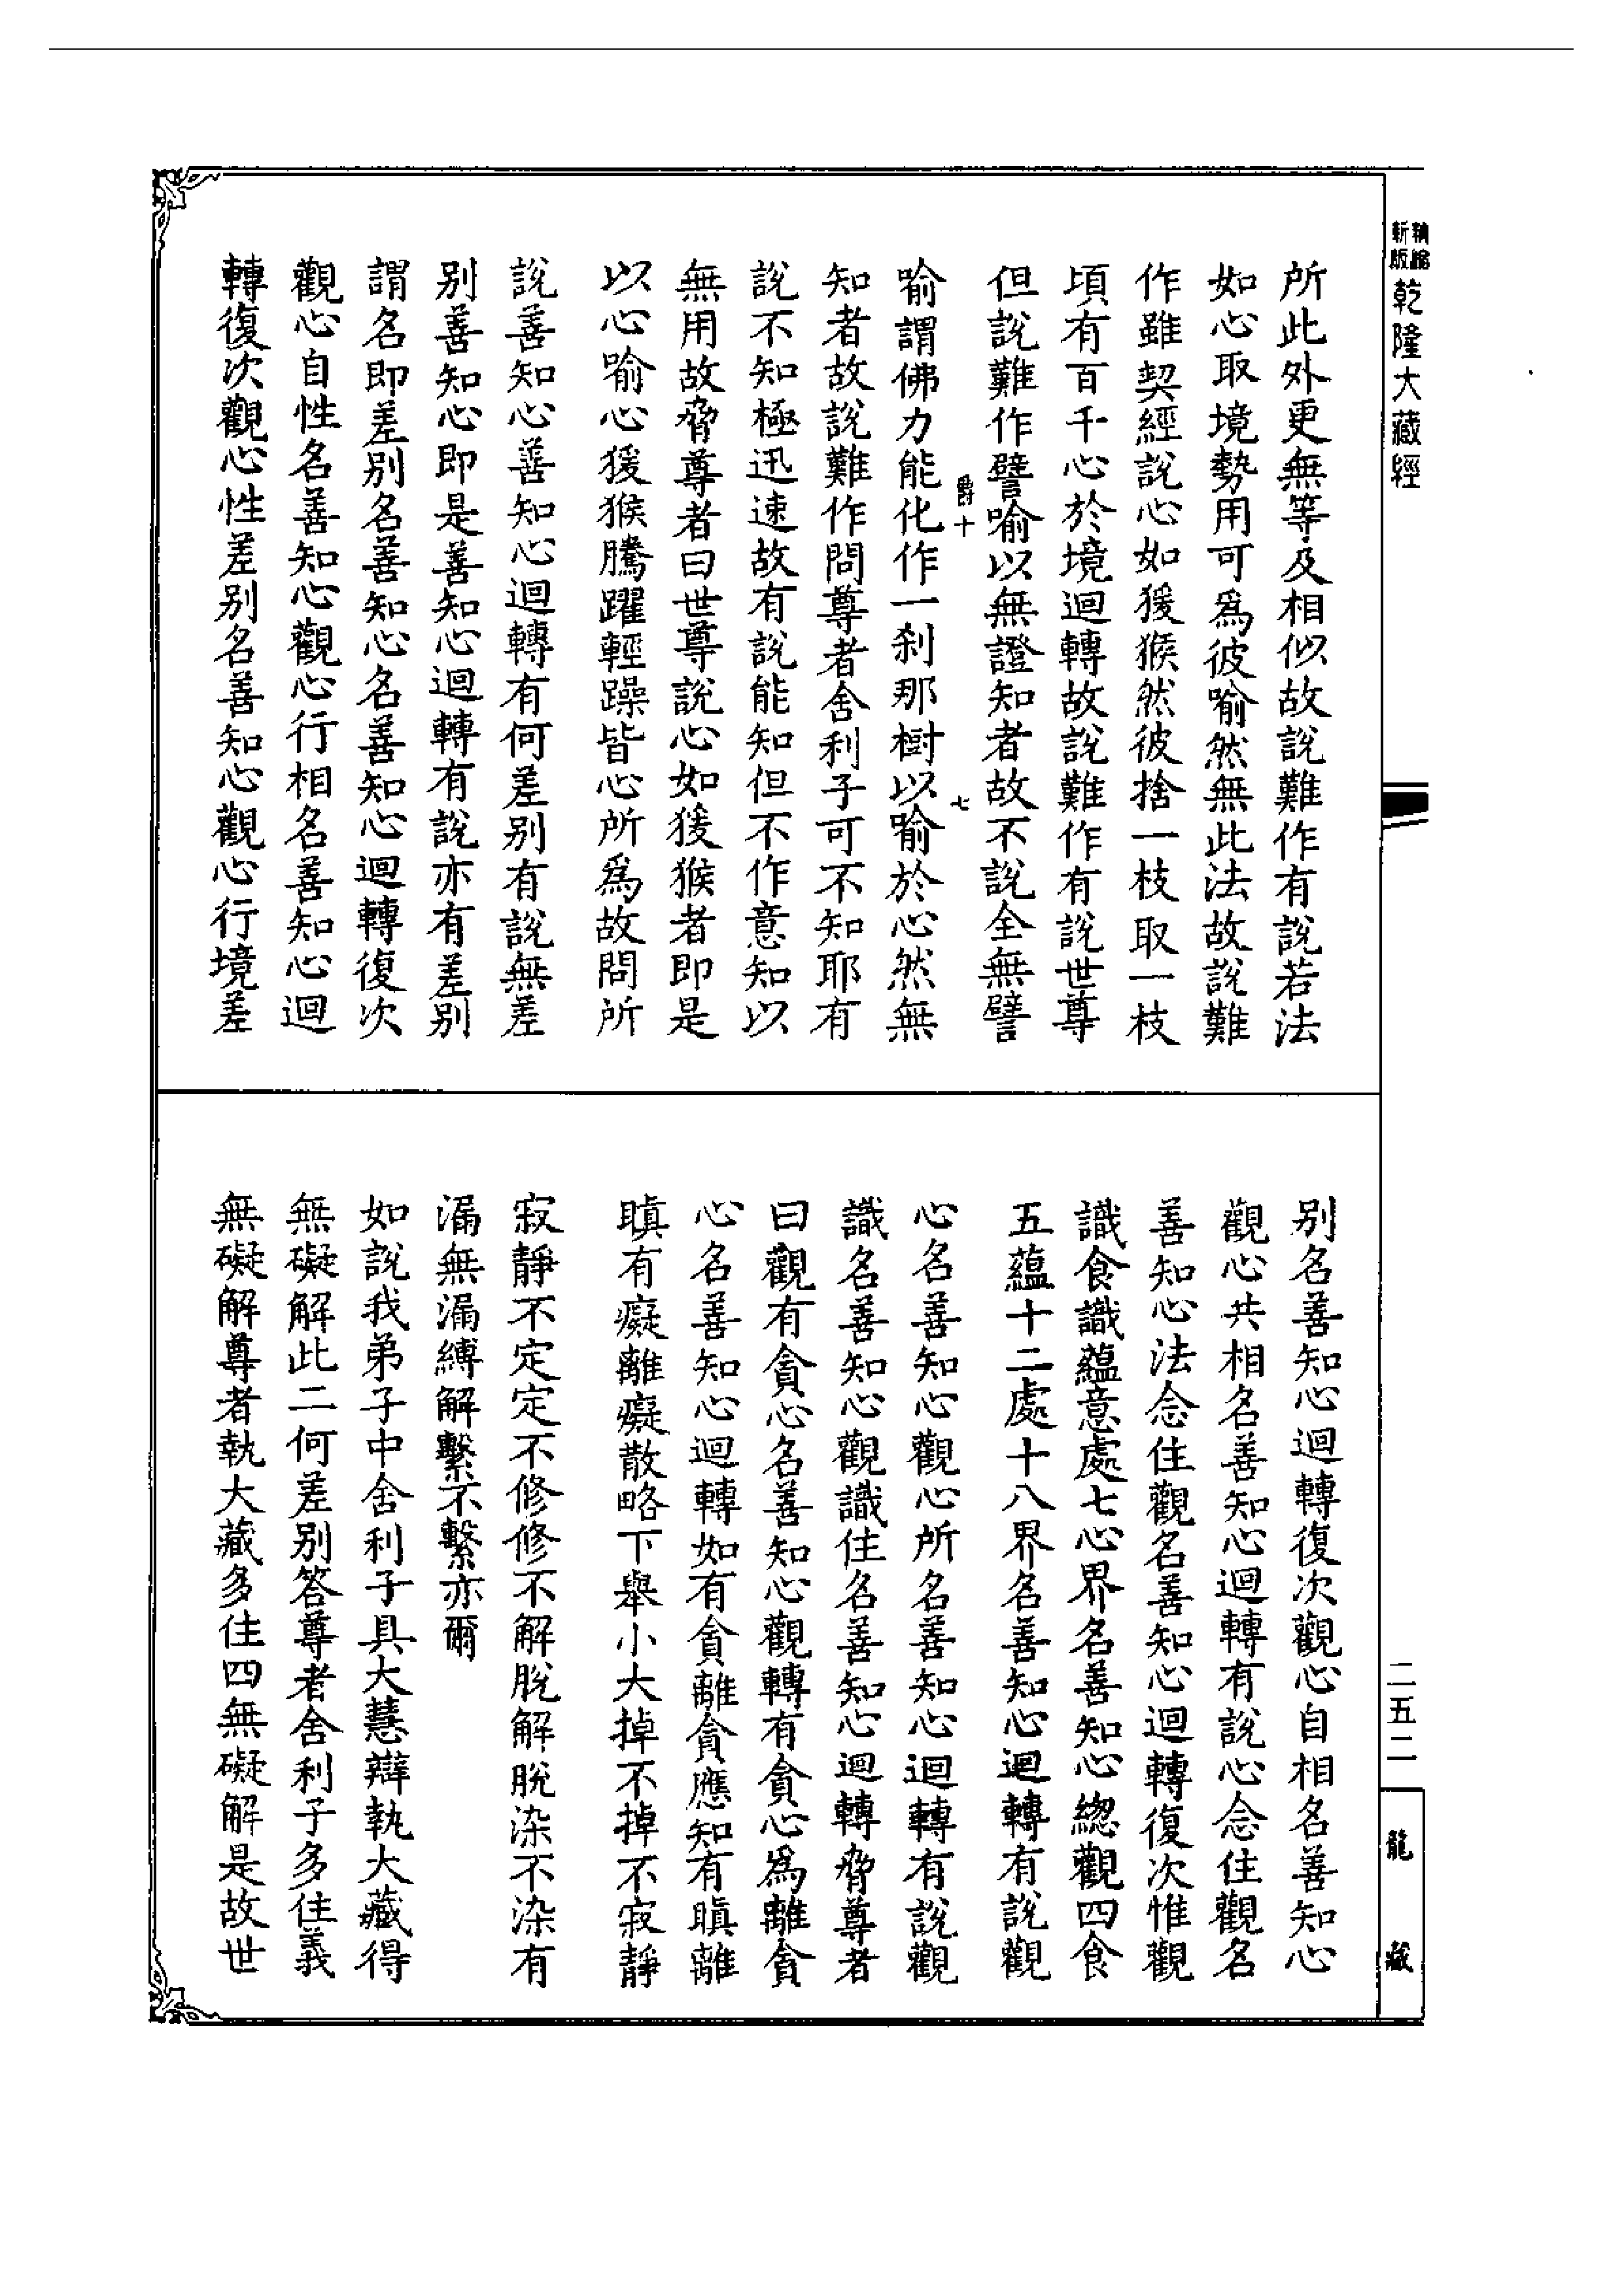 新編縮版 乾隆大藏經
所此外更無等及相似故說難作有說若法
如心取境勢用可爲彼喻然無此法故說難
作雖契經說心如猨猴然彼捨一枝取一枝
頃有百千心於境迴轉故說難作有說世尊
但說難作譬喻以無證知者故不說全無譬
爵十 七
喻謂佛力能化作一刹那樹以喻於心然無
知者故說難作問尊者舍利子可不知耶有
說不知極迅速故有說能知但不作意知以
無用故脅尊者曰世尊說心如猨猴者即是
以心喻心猨猴騰躍輕躁皆心所爲故問所
說善知心善知心迴轉有何差别有說無差
别善知心即是善知心迴轉有說亦有差别
謂名即差别名善知心名善知心迴轉復次
觀心自性名善知心觀心行相名善知心迴
轉復次觀心性差别名善知心觀心行境差
别名善知心迴轉復次觀心自相名善知心
觀心共相名善知心迴轉有說心念住觀名
善知心法念住觀名善知心迴轉復次惟觀
識食識蘊意處七心界名善知心總觀四食
五蘊十二處十八界名善知心迴轉有說觀
心名善知心觀心所名善知心迴轉有說觀
識名善知心觀識住名善知心迴轉脅尊者
曰觀有貪心名善知心觀轉有貪心爲離貪
心名善知心迴轉如有貪離貪應知有瞋離
瞋有癡離癡散略下舉小大掉不掉不寂靜
寂靜不定定不修修不解脫解脫染不染有
漏無漏縛解繫不繫亦爾
如說我弟子中舍利子具大慧辯執大藏得
無礙解此二何差别答尊者舍利子多住義
無礙解尊者執大藏多住四無礙解是故世
二五二
龍藏